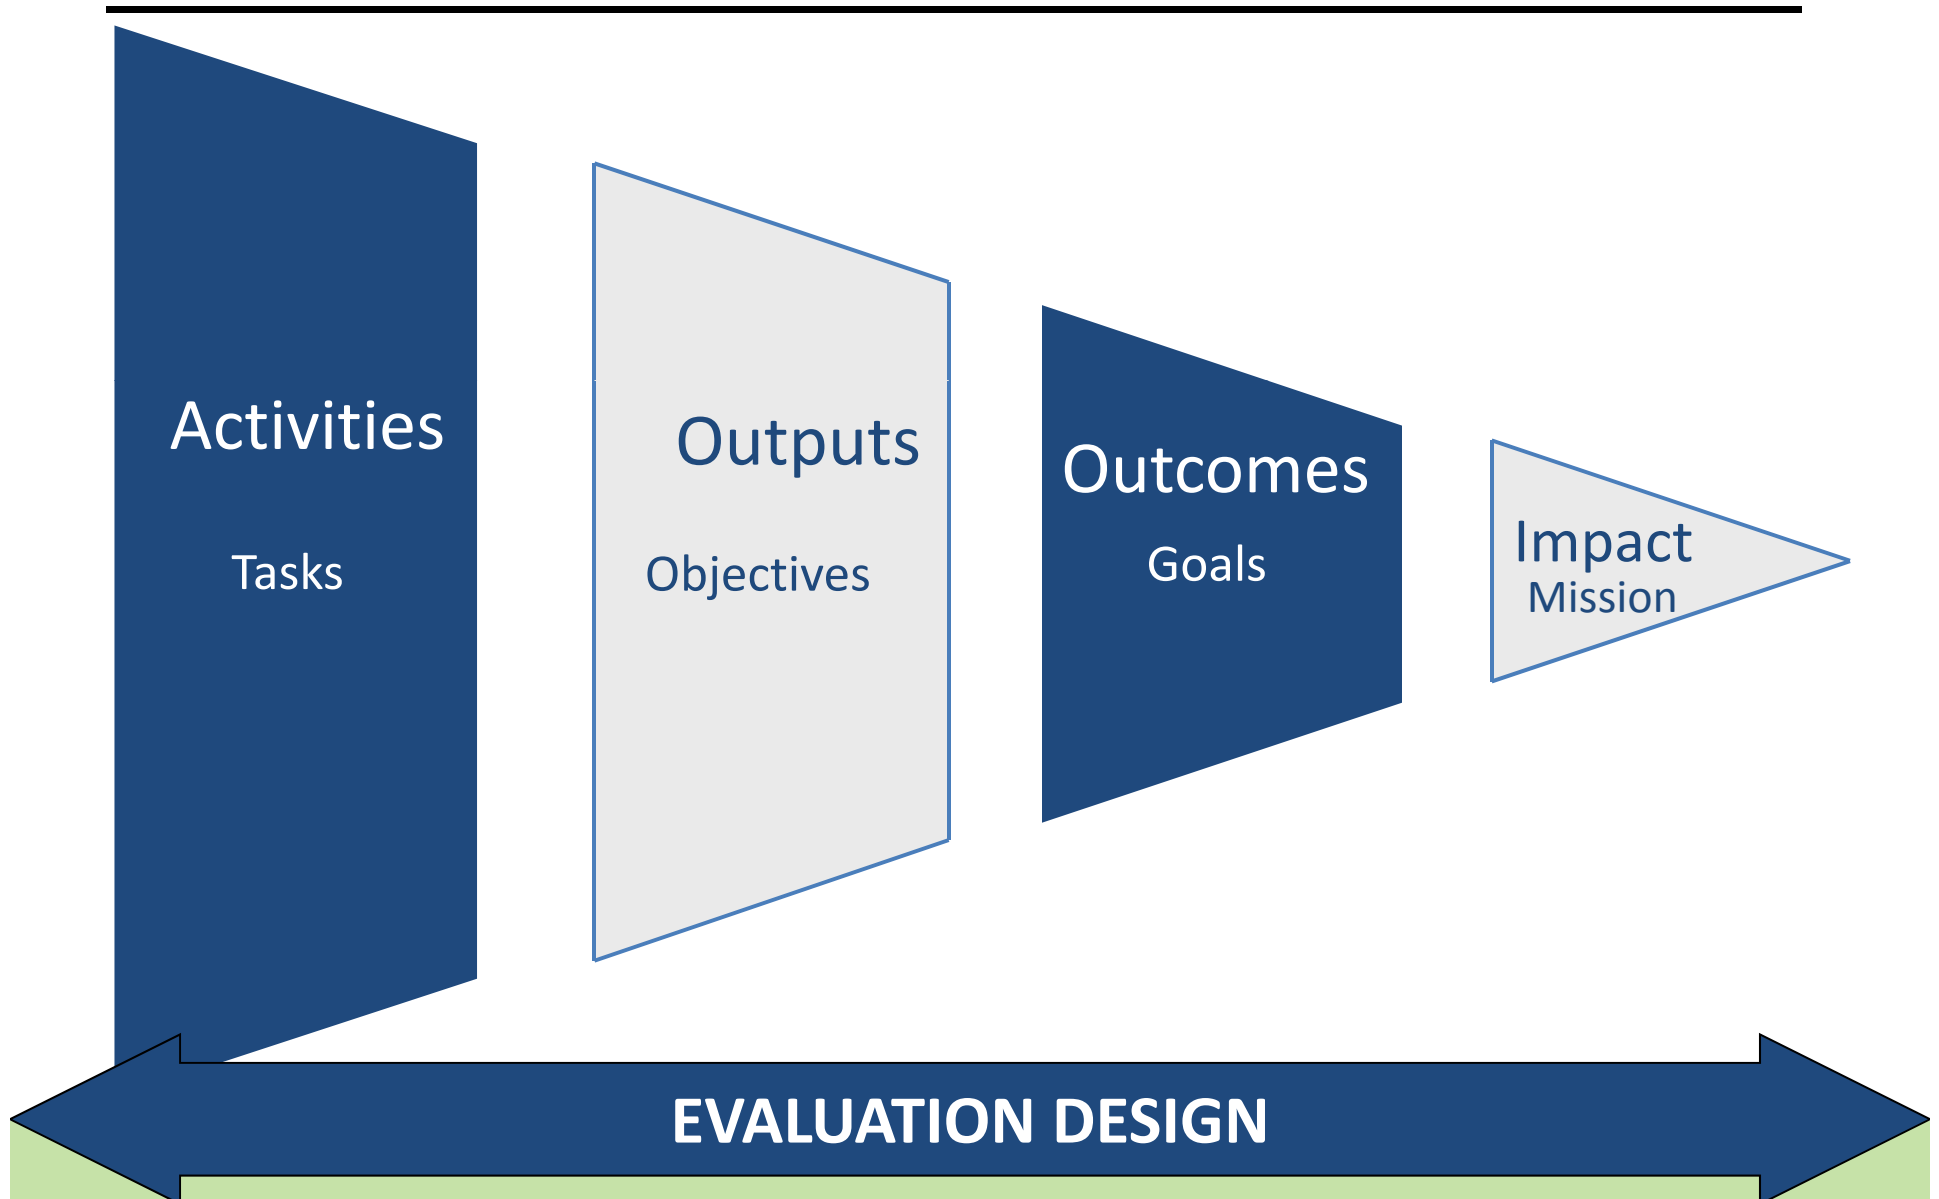 Activities
Tasks
Outputs
Objectives
Outcomes
Goals
Impact
Mission
EVALUATION DESIGN